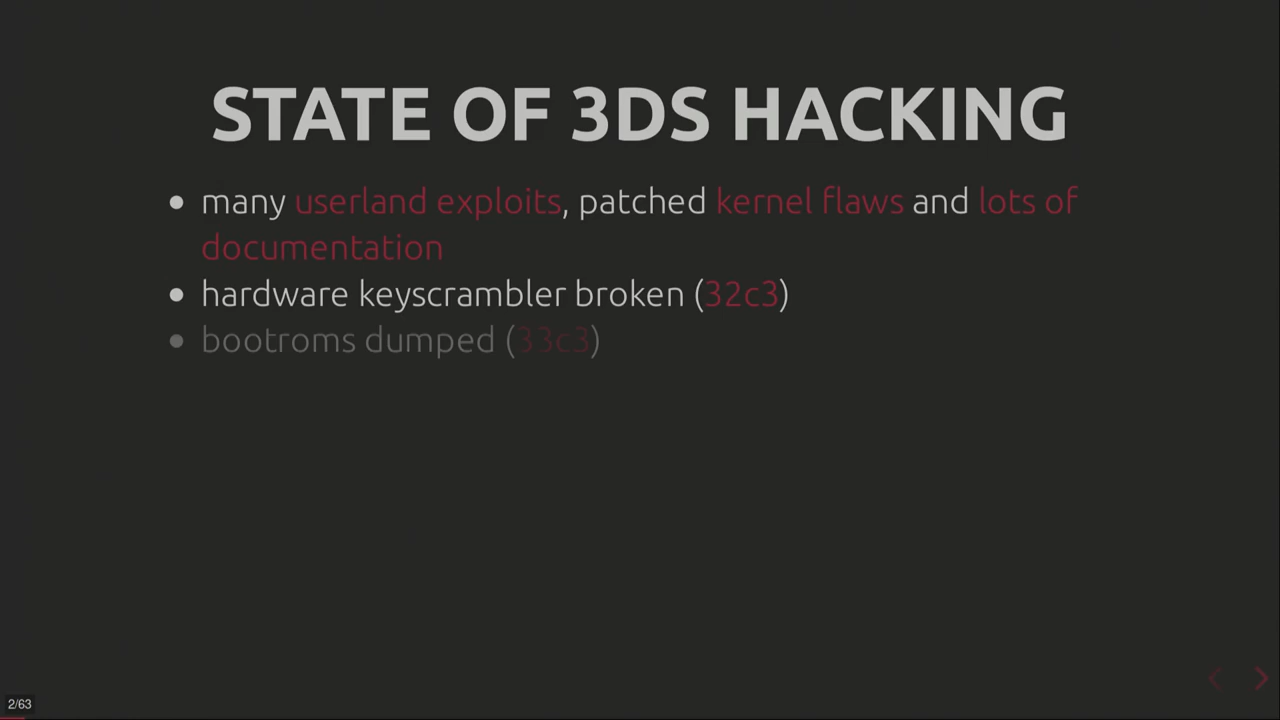 STATE OF 3DS HACKING
• many userland exploits, patched kernel flaws and lots of
documentation
• hardware keyscrambler broken (32c3)
• bootroms dumped (33c3)
2/63